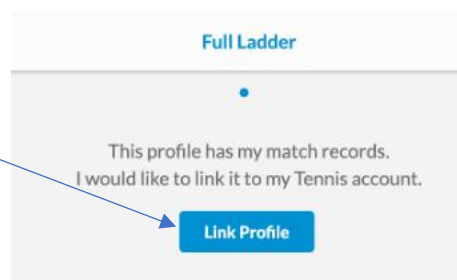 Full Ladder
This profile has my match records.
I would like to link it to my Tennis account.
Link Profile